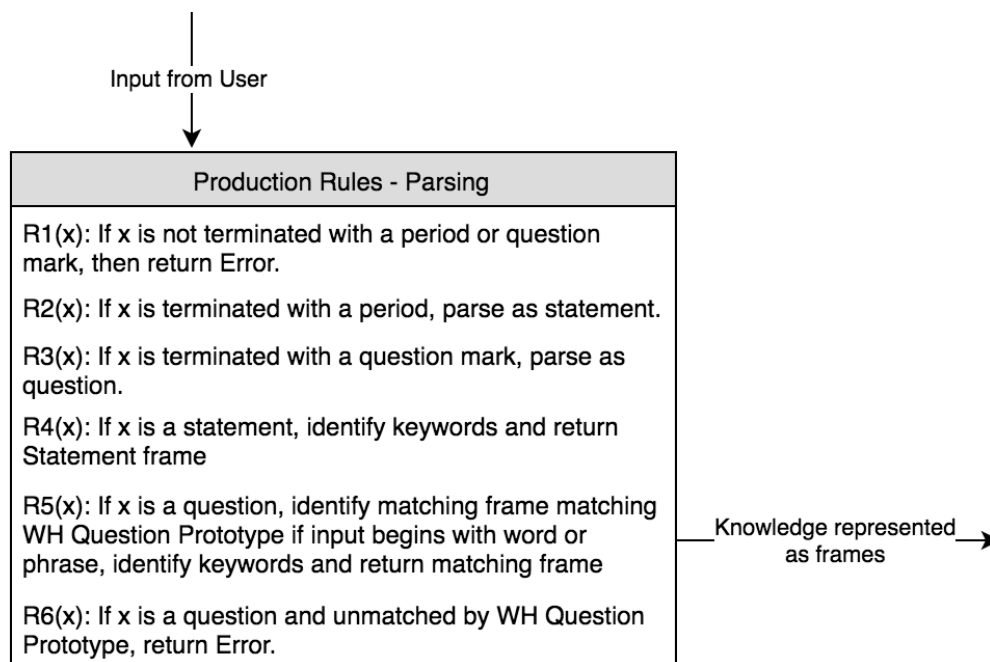 Input from User
Production Rules - Parsing
R1(x): If x is not terminated with a period or question
mark, then return Error.
R2(x): If x is terminated with a period, parse as statement.
R3(x): If x is terminated with a question mark, parse as
question.
R4(x): If x is a statement, identify keywords and return
Statement frame
R5(x): If x is a question, identify matching frame matching
WH Question Prototype if input begins with word or
phrase, identify keywords and return matching frame
R6(x): If x is a question and unmatched by WH Question
Prototype, return Error.
Knowledge represented
as frames